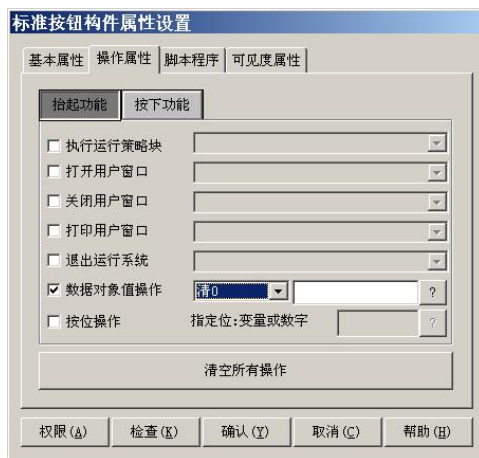 标准按钮构件属性设置
基本属性 操作属性 脚本程序 可见度属性
抬起功能 按下功能
执行运行策略块
打开用户窗口
关闭用户窗口
打印用户窗口
退出运行系统
数据对象值操作 清0 ?
按位操作 指定位:变量或数字 ?
清空所有操作
权限(A) 检查(K) 确认(Y) 取消(C) 帮助(H)